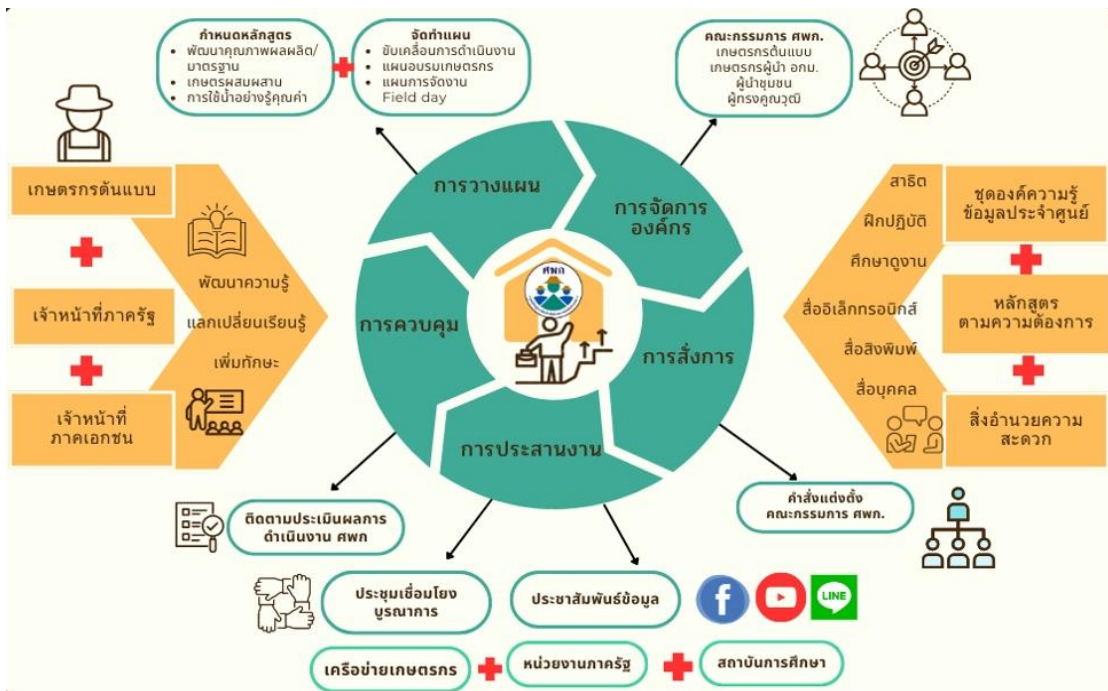 กำหนดหลักสูตร
• พัฒนาคุณภาพผลผลิต/
มาตรฐาน
• เกษตรผสมผสาน
• การใช้น้ำอย่างรู้คุณค่า
จัดทำแผน
• ขับเคลื่อนการดำเนินงาน
• แผนอบรมเกษตรกร
• แผนการจัดงาน
Field day
คณะกรรมการ ศพก.
เกษตรกรต้นแบบ
เกษตรกรผู้นำ อกม.
ผู้นำชุมชน
ผู้ทรงคูณวุฒิ
เกษตรกรต้นแบบ
เจ้าหน้าที่ภาครัฐ
เจ้าหน้าที่
ภาคเอกชน
พัฒนาความรู้
แลกเปลี่ยนเรียนรู้
เพิ่มทักษะ
การวางแผน
การจัดการ
องค์กร
การควบคุม
การสั่งการ
การประสานงาน
ศพก
สาธิต
ฝึกปฏิบัติ
ศึกษาดูงาน
สื่ออิเล็กทรอนิกส์
สื่อสิ่งพิมพ์
สื่อบุคคล
ชุดองค์ความรู้
ข้อมูลประจำศูนย์
หลักสูตร
ตามความต้องการ
สิ่งอำนวยความ
สะดวก
ติดตามประเมินผลการ
ดำเนินงาน ศพก
คำสั่งแต่งตั้ง
คณะกรรมการ ศพก.
ประชุมเชื่อมโยง
บูรณาการ
ประชาสัมพันธ์ข้อมูล
LINE
เครือข่ายเกษตรกร
หน่วยงานภาครัฐ
สถาบันการศึกษา